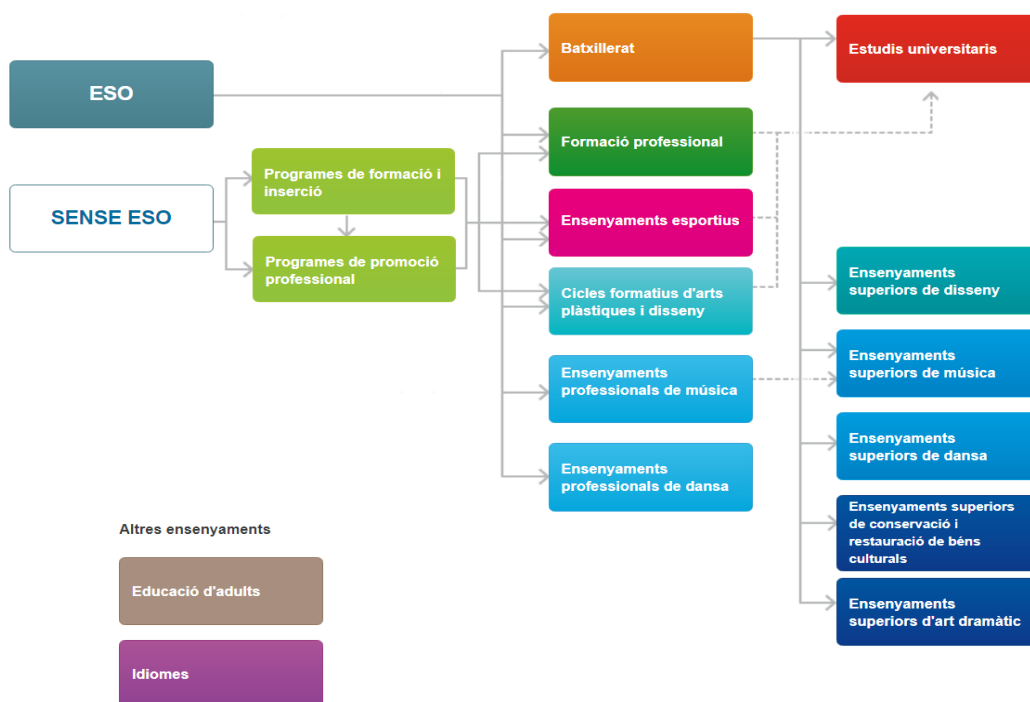 ESO
SENSE ESO
Programes de formació i
inserció
Programes de promoció
professional
Batxillerat
Formació professional
Ensenyaments esportius
Cicles formatius d'arts
plàstiques i disseny
Ensenyaments
professionals de música
Ensenyaments
professionals de dansa
Estudis universitaris
Ensenyaments
superiors de disseny
Ensenyaments
superiors de música
Ensenyaments
superiors de dansa
Ensenyaments superiors
de conservació i
restauració de béns
culturals
Ensenyaments
superiors d'art dramàtic
Altres ensenyaments
Educació d'adults
Idiomes